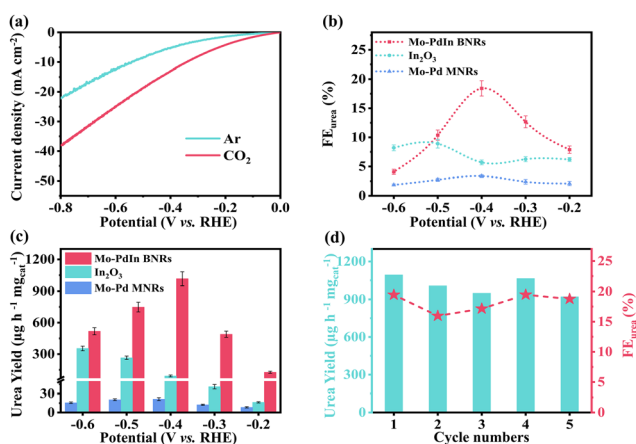 (a)
0
-10
-20
-30
-40
-50
Current density (mA cm⁻²)
Ar
CO₂
-0.8
-0.6
-0.4
-0.2
0.0
Potential (V vs. RHE)
(b)
25
20
15
10
5
0
FEurea (%)
Mo-PdIn BNRs
In₂O₃
Mo-Pd MNRs
-0.6
-0.5
-0.4
-0.3
-0.2
Potential (V vs. RHE)
(c)
1200
900
600
300
30
0
Urea Yield (μg h⁻¹ mgcat⁻¹)
Mo-PdIn BNRs
In₂O₃
Mo-Pd MNRs
-0.6
-0.5
-0.4
-0.3
-0.2
Potential (V vs. RHE)
(d)
1200
900
600
300
0
Urea Yield (μg h⁻¹ mgcat⁻¹)
25
20
15
10
5
0
FEurea (%)
1
2
3
4
5
Cycle numbers